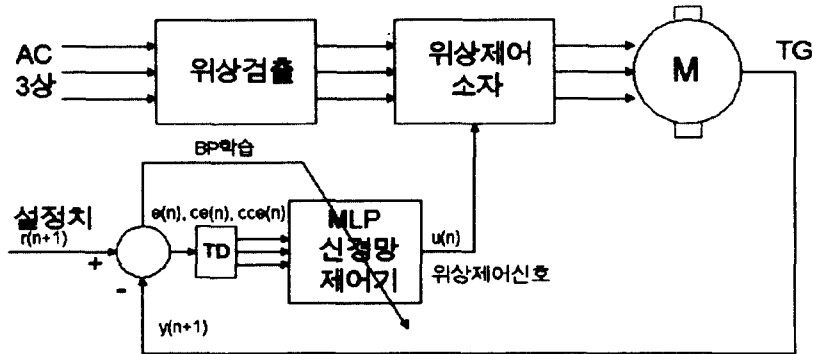 AC
3상
위상검출
위상제어
소자
M
TG
BP학습
설정치
r(n+1)
+
-
e(n), ce(n), cce(n)
TD
MLP
신경망
제어기
u(n)
위상제어신호
y(n+1)